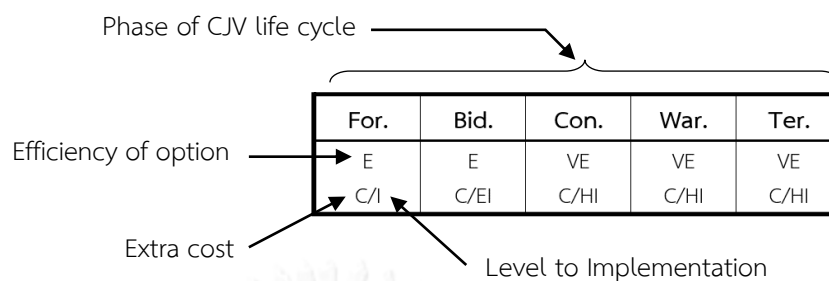 Phase of CJV life cycle
For. Bid. Con. War. Ter.
Efficiency of option E E VE VE VE
C/I C/EI C/HI C/HI C/HI
Extra cost
Level to Implementation